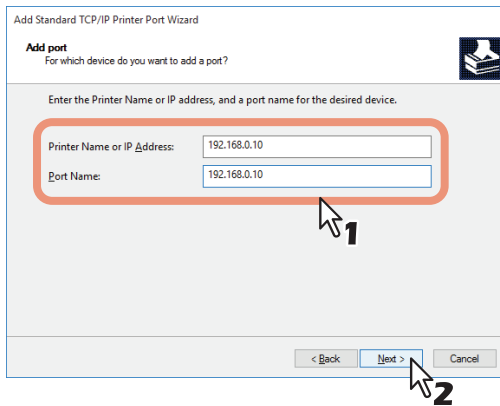 Add Standard TCP/IP Printer Port Wizard
Add port
For which device do you want to add a port?
Enter the Printer Name or IP address, and a port name for the desired device.
Printer Name or IP Address: 192.168.0.10
Port Name: 192.168.0.10
1
< Back Next > Cancel
2